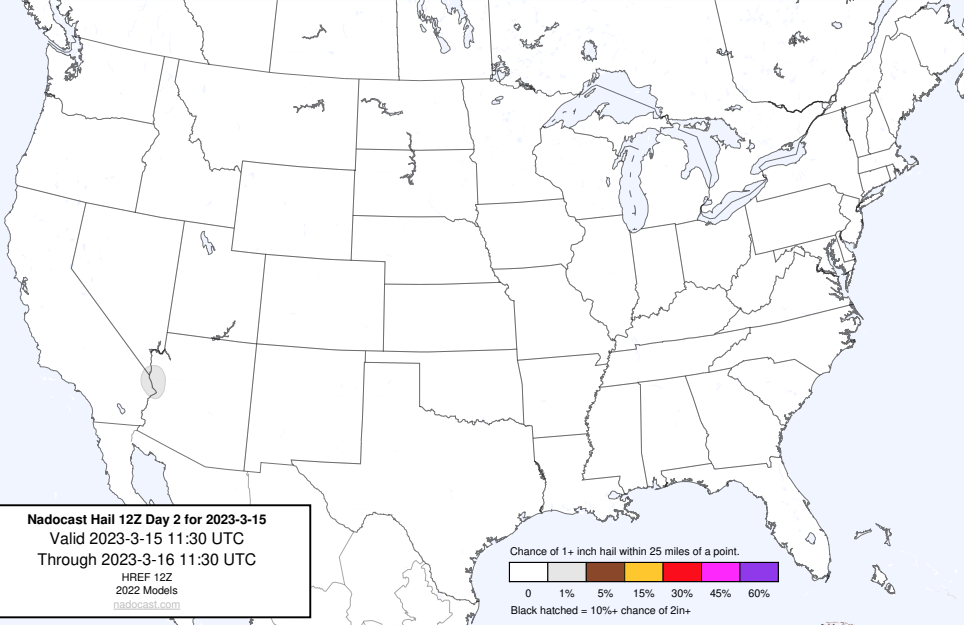 Nadocast Hail 12Z Day 2 for 2023-3-15
Valid 2023-3-15 11:30 UTC
Through 2023-3-16 11:30 UTC
HREF 12Z
2022 Models
nadocast.com
Chance of 1+ inch hail within 25 miles of a point.
0 1% 5% 15% 30% 45% 60%
Black hatched = 10%+ chance of 2in+